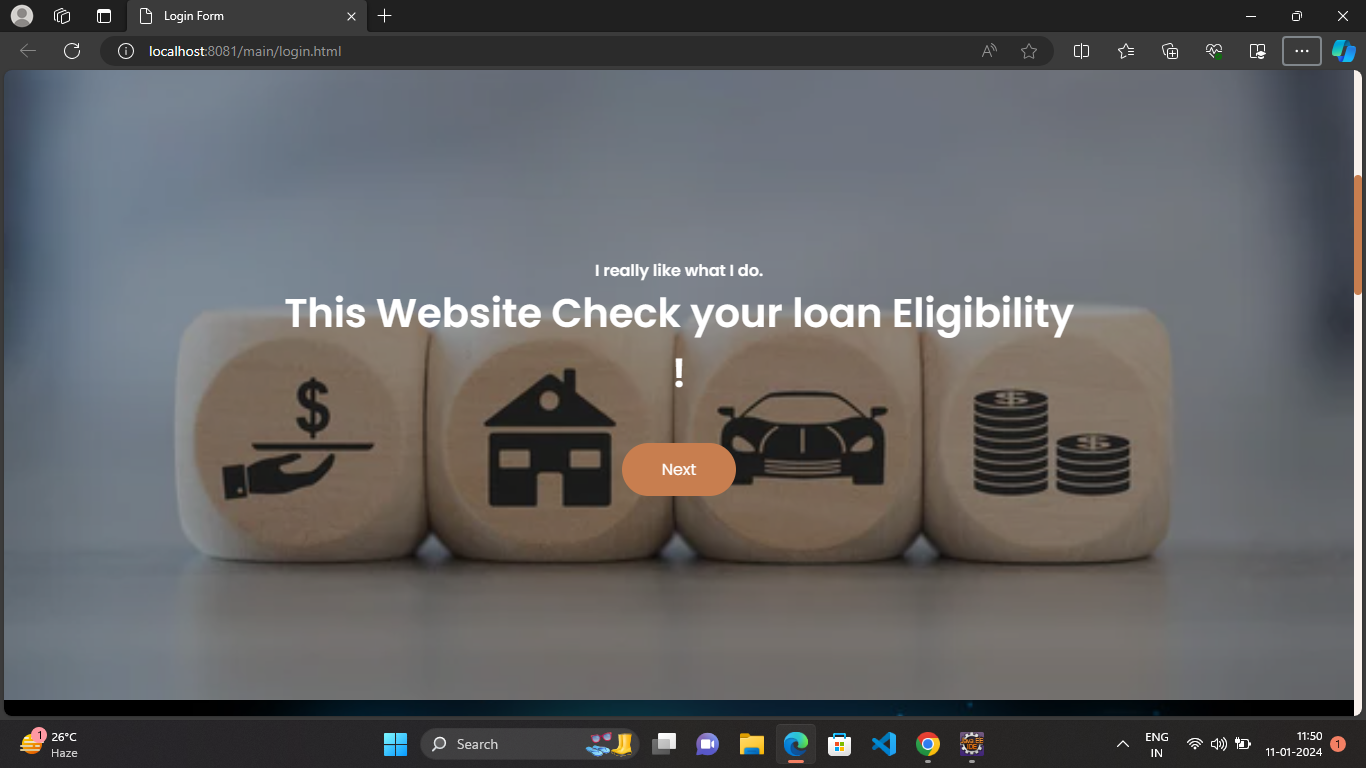 Login Form
localhost:8081/main/login.html
I really like what I do.
This Website Check your loan Eligibility
!
$
$
$
Next
1
26°C
Haze
Search
ENG
IN
11:50
11-01-2024
1